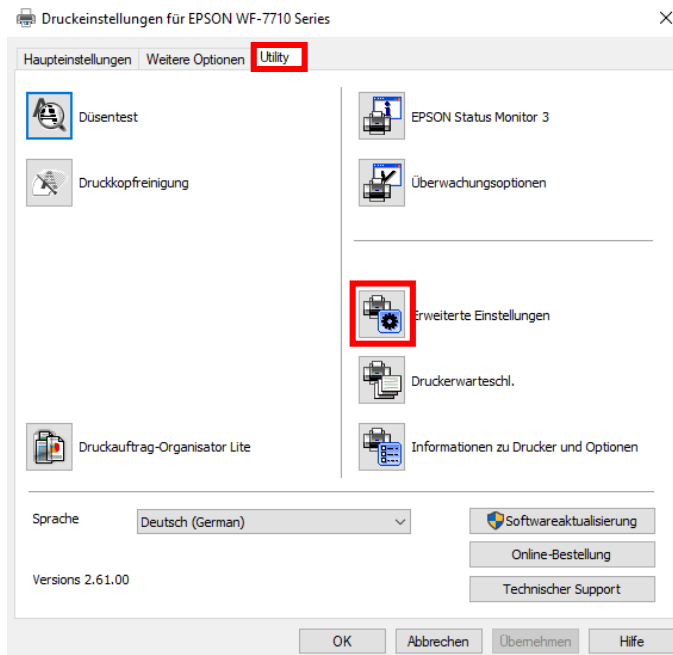 Druckeinstellungen für EPSON WF-7710 Series
Haupteinstellungen Weitere Optionen Utility
Düsentest
EPSON Status Monitor 3
Druckkopfreinigung
Überwachungsoptionen
Erweiterte Einstellungen
Druckerwarteschl.
Druckauftrag-Organisator Lite
Informationen zu Drucker und Optionen
Sprache
Deutsch (German)
Softwareaktualisierung
Online-Bestellung
Versions 2.61.00
Technischer Support
OK Abbrechen Übernehmen Hilfe